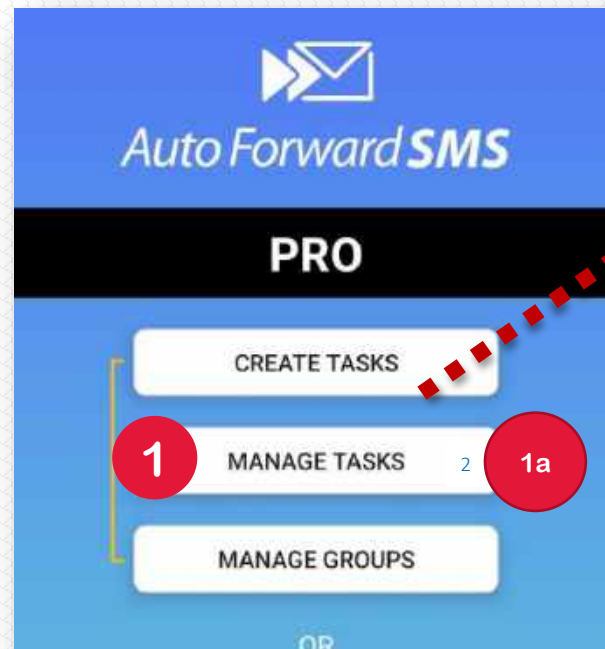 Auto Forward SMS
PRO
CREATE TASKS
1 MANAGE TASKS 2 1a
MANAGE GROUPS
OR